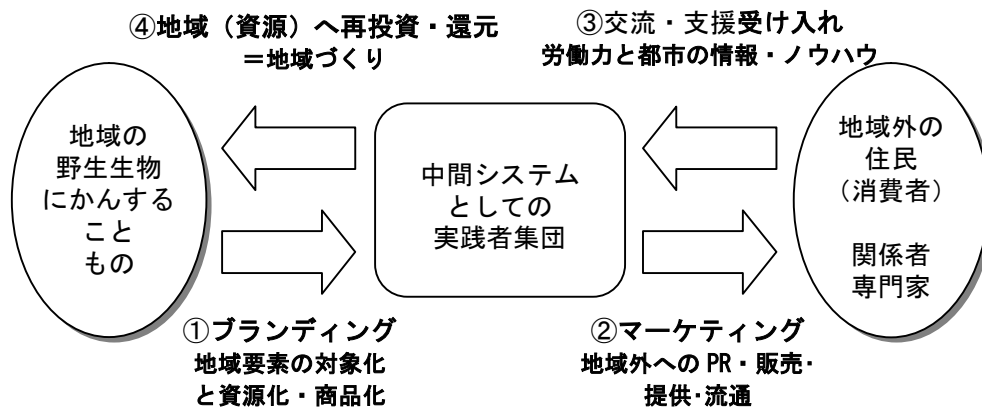 ④地域（資源）へ再投資・還元
＝地域づくり
③交流・支援受け入れ
労働力と都市の情報・ノウハウ
地域の
野生生物
にかんする
こと
もの
中間システム
としての
実践者集団
地域外の
住民
（消費者）
関係者
専門家
①ブランディング
地域要素の対象化
と資源化・商品化
②マーケティング
地域外への PR・販売・
提供・流通